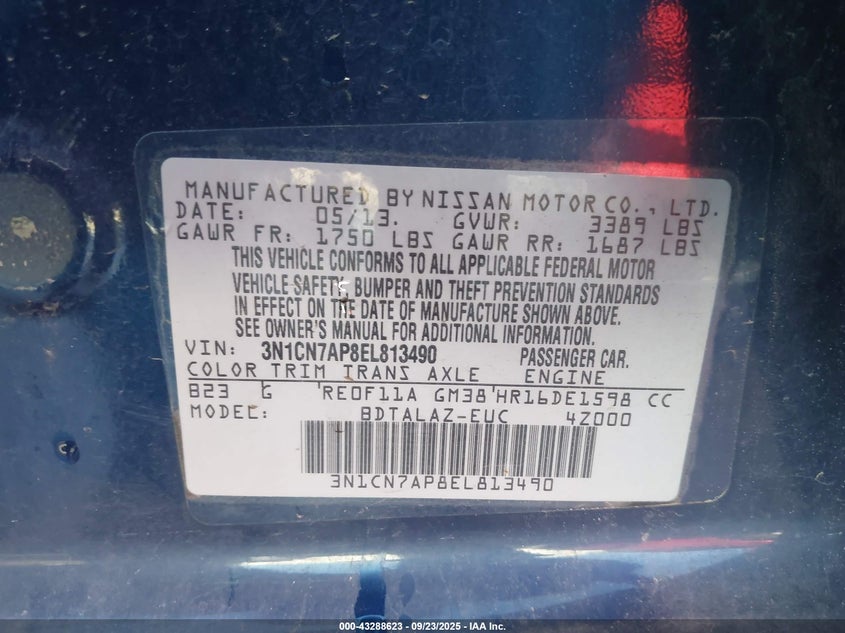 MANUFACTURED BY NISSAN MOTOR CO., LTD.
DATE: 05/13. GVWR: 3389 LBS
GAWR FR: 1750 LBS GAWR RR: 1687 LBS
THIS VEHICLE CONFORMS TO ALL APPLICABLE FEDERAL MOTOR
VEHICLE SAFETY, BUMPER AND THEFT PREVENTION STANDARDS
IN EFFECT ON THE DATE OF MANUFACTURE SHOWN ABOVE.
SEE OWNER'S MANUAL FOR ADDITIONAL INFORMATION.
VIN: 3N1CN7AP8EL813490 PASSENGER CAR.
COLOR TRIM TRANS AXLE ENGINE
B23 G 'RE0F11A GM38'HR16DE1598 CC
MODEL: BDTALAZ-EUC 4Z000
3N1CN7AP8EL813490
000-43288623 - 09/23/2025 - IAA Inc.